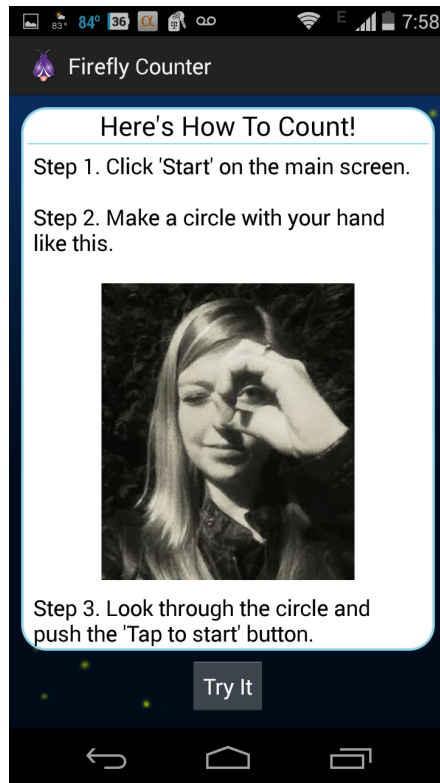 83° 84° 36 α E 7:58
Firefly Counter
Here's How To Count!
Step 1. Click 'Start' on the main screen.
Step 2. Make a circle with your hand
like this.
Step 3. Look through the circle and
push the 'Tap to start' button.
Try It